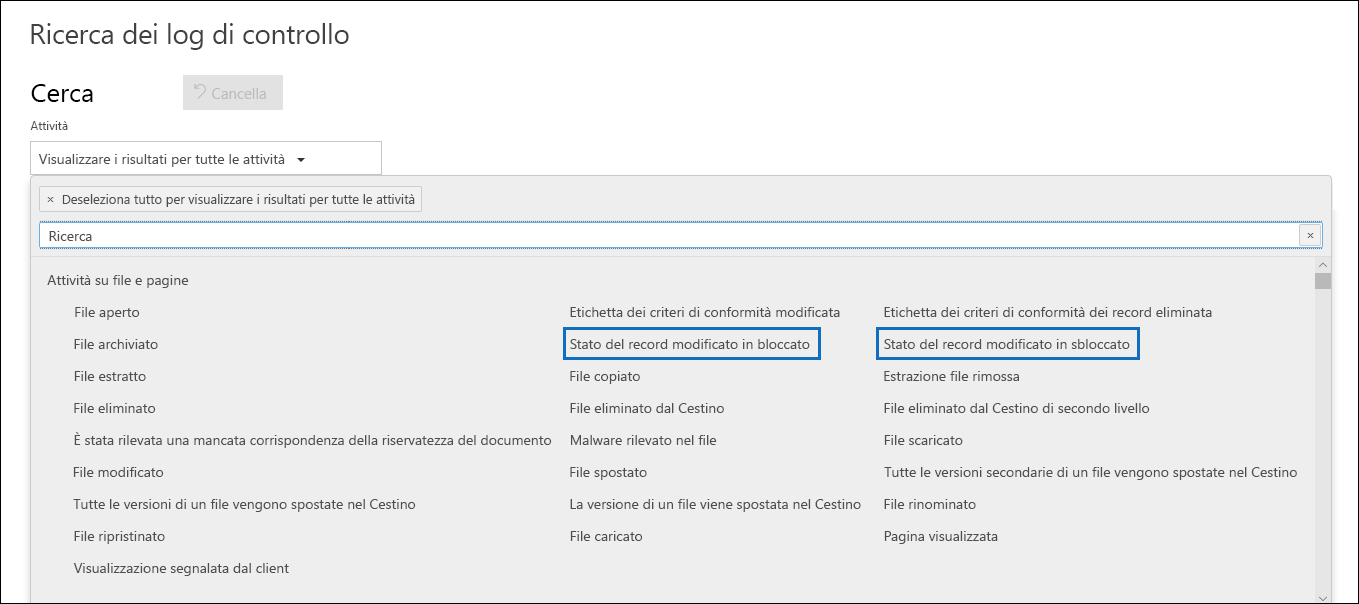 Ricerca dei log di controllo
Cerca
Cancella
Attività
Visualizzare i risultati per tutte le attività
× Deseleziona tutto per visualizzare i risultati per tutte le attività
Ricerca ×
Attività su file e pagine
File aperto Etichetta dei criteri di conformità modificata Etichetta dei criteri di conformità dei record eliminata
File archiviato Stato del record modificato in bloccato Stato del record modificato in sbloccato
File estratto File copiato Estrazione file rimossa
File eliminato File eliminato dal Cestino File eliminato dal Cestino di secondo livello
È stata rilevata una mancata corrispondenza della riservatezza del documento Malware rilevato nel file File scaricato
File modificato File spostato Tutte le versioni secondarie di un file vengono spostate nel Cestino
Tutte le versioni di un file vengono spostate nel Cestino La versione di un file viene spostata nel Cestino File rinominato
File ripristinato File caricato Pagina visualizzata
Visualizzazione segnalata dal client